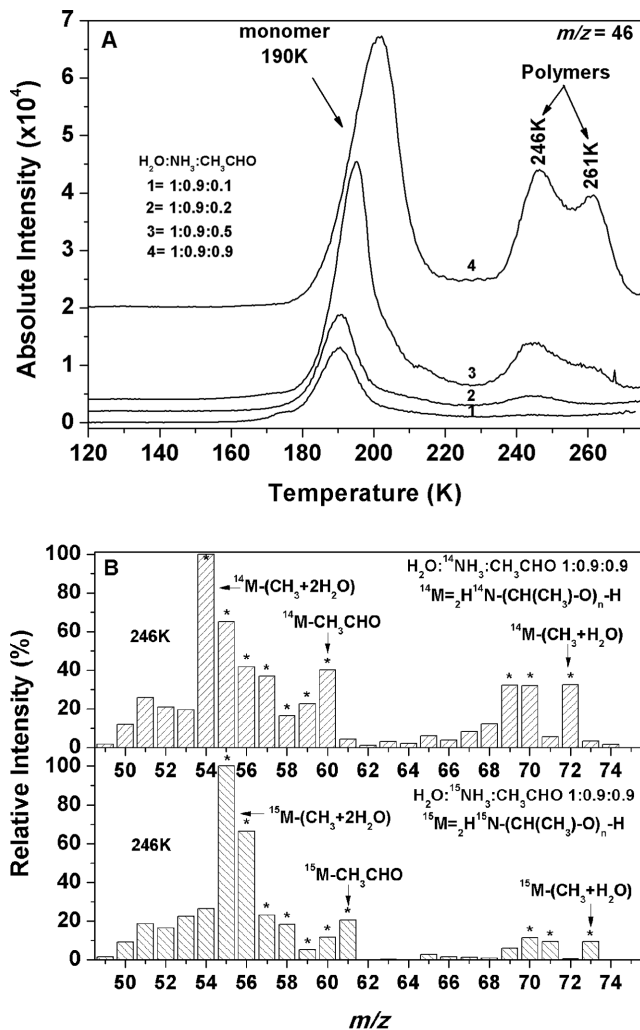 A
m/z = 46
monomer
190K
Polymers
246K
261K
H₂O:NH₃:CH₃CHO
1= 1:0.9:0.1
2= 1:0.9:0.2
3= 1:0.9:0.5
4= 1:0.9:0.9
4
3
2
1
Absolute Intensity (x10⁴)
7
6
5
4
3
2
1
0
120 140 160 180 200 220 240 260
Temperature (K)
B
H₂O:¹⁴NH₃:CH₃CHO 1:0.9:0.9
¹⁴M=₂H¹⁴N-(CH(CH₃)-O)ₙ-H
¹⁴M-(CH₃+2H₂O)
¹⁴M-CH₃CHO
¹⁴M-(CH₃+H₂O)
246K
* * * * * * * * * *
100
80
60
40
20
0
50 52 54 56 58 60 62 64 66 68 70 72 74
Relative Intensity (%)
H₂O:¹⁵NH₃:CH₃CHO 1:0.9:0.9
¹⁵M=₂H¹⁵N-(CH(CH₃)-O)ₙ-H
¹⁵M-(CH₃+2H₂O)
¹⁵M-CH₃CHO
¹⁵M-(CH₃+H₂O)
246K
* * * * * * * * * *
100
80
60
40
20
0
50 52 54 56 58 60 62 64 66 68 70 72 74
m/z